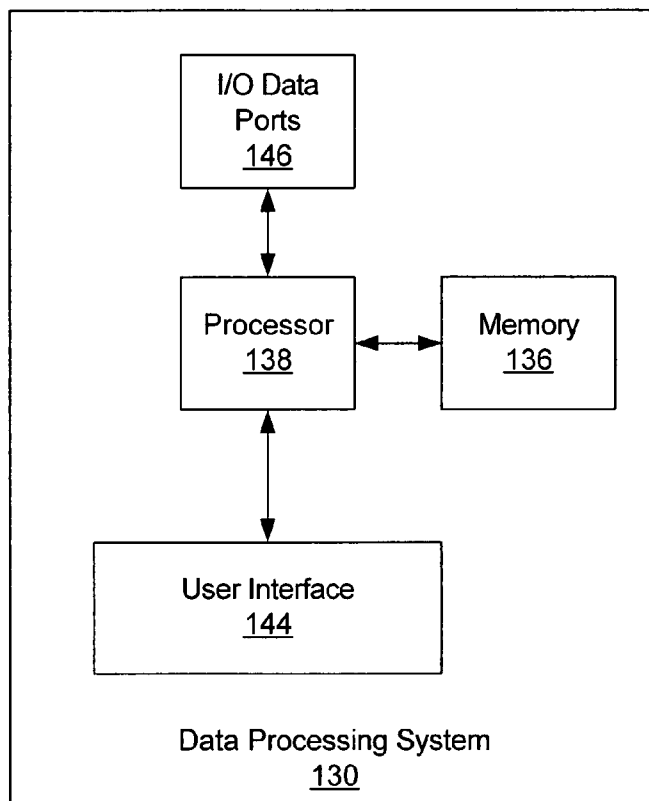 I/O Data
Ports
146
Processor
138
Memory
136
User Interface
144
Data Processing System
130